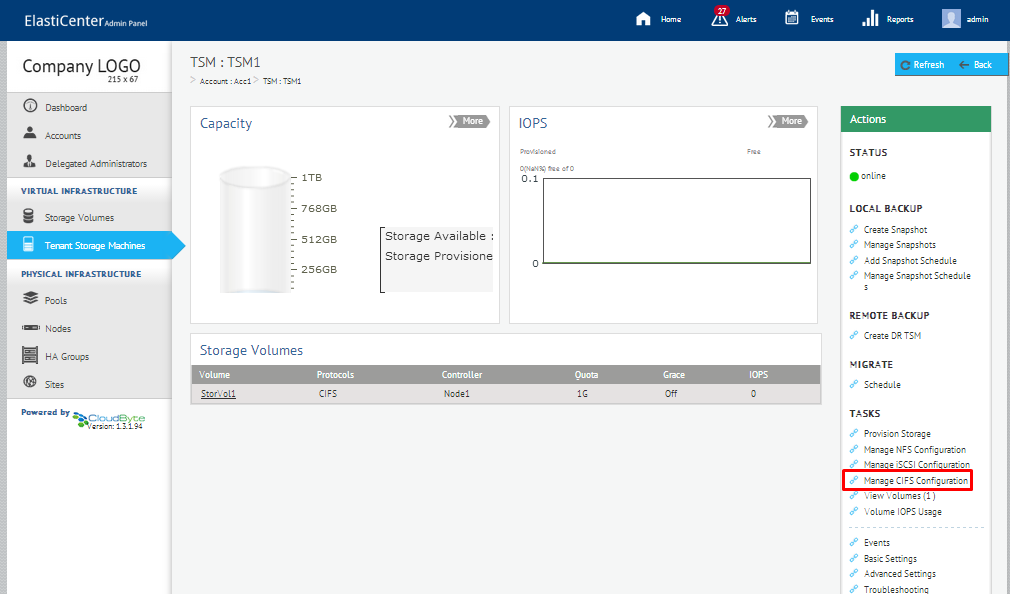 ElastiCenter Admin Panel
Home
27
Alerts
Events
Reports
admin
Company LOGO
215 x 67
Dashboard
Accounts
Delegated Administrators
VIRTUAL INFRASTRUCTURE
Storage Volumes
Tenant Storage Machines
PHYSICAL INFRASTRUCTURE
Pools
Nodes
HA Groups
Sites
Powered by CloudByte
Version: 1.3.1.94
TSM : TSM1
> Account : Acc1 > TSM : TSM1
Refresh
Back
Capacity
More
1TB
768GB
512GB
256GB
Storage Available :
Storage Provisione
IOPS
More
Provisioned
Free
0(NaN%) free of 0
0.1
0
Storage Volumes
Volume Protocols Controller Quota Grace IOPS
StorVol1 CIFS Node1 1G Off 0
Actions
STATUS
online
LOCAL BACKUP
Create Snapshot
Manage Snapshots
Add Snapshot Schedule
Manage Snapshot Schedule
s
REMOTE BACKUP
Create DR TSM
MIGRATE
Schedule
TASKS
Provision Storage
Manage NFS Configuration
Manage iSCSI Configuration
Manage CIFS Configuration
View Volumes (1)
Volume IOPS Usage
Events
Basic Settings
Advanced Settings
Troubleshooting